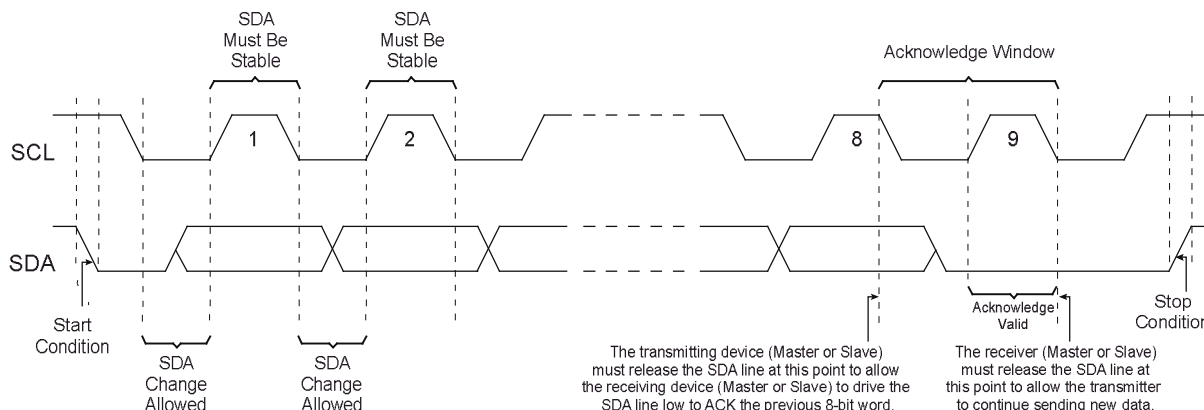 SDA
Must Be
Stable
SDA
Must Be
Stable
Acknowledge Window
SCL
1
2
8
9
SDA
Start
Condition
SDA
Change
Allowed
SDA
Change
Allowed
Acknowledge
Valid
Stop
Condition
The transmitting device (Master or Slave)
must release the SDA line at this point to allow
the receiving device (Master or Slave) to drive the
SDA line low to ACK the previous 8-bit word.
The receiver (Master or Slave)
must release the SDA line at
this point to allow the transmitter
to continue sending new data.